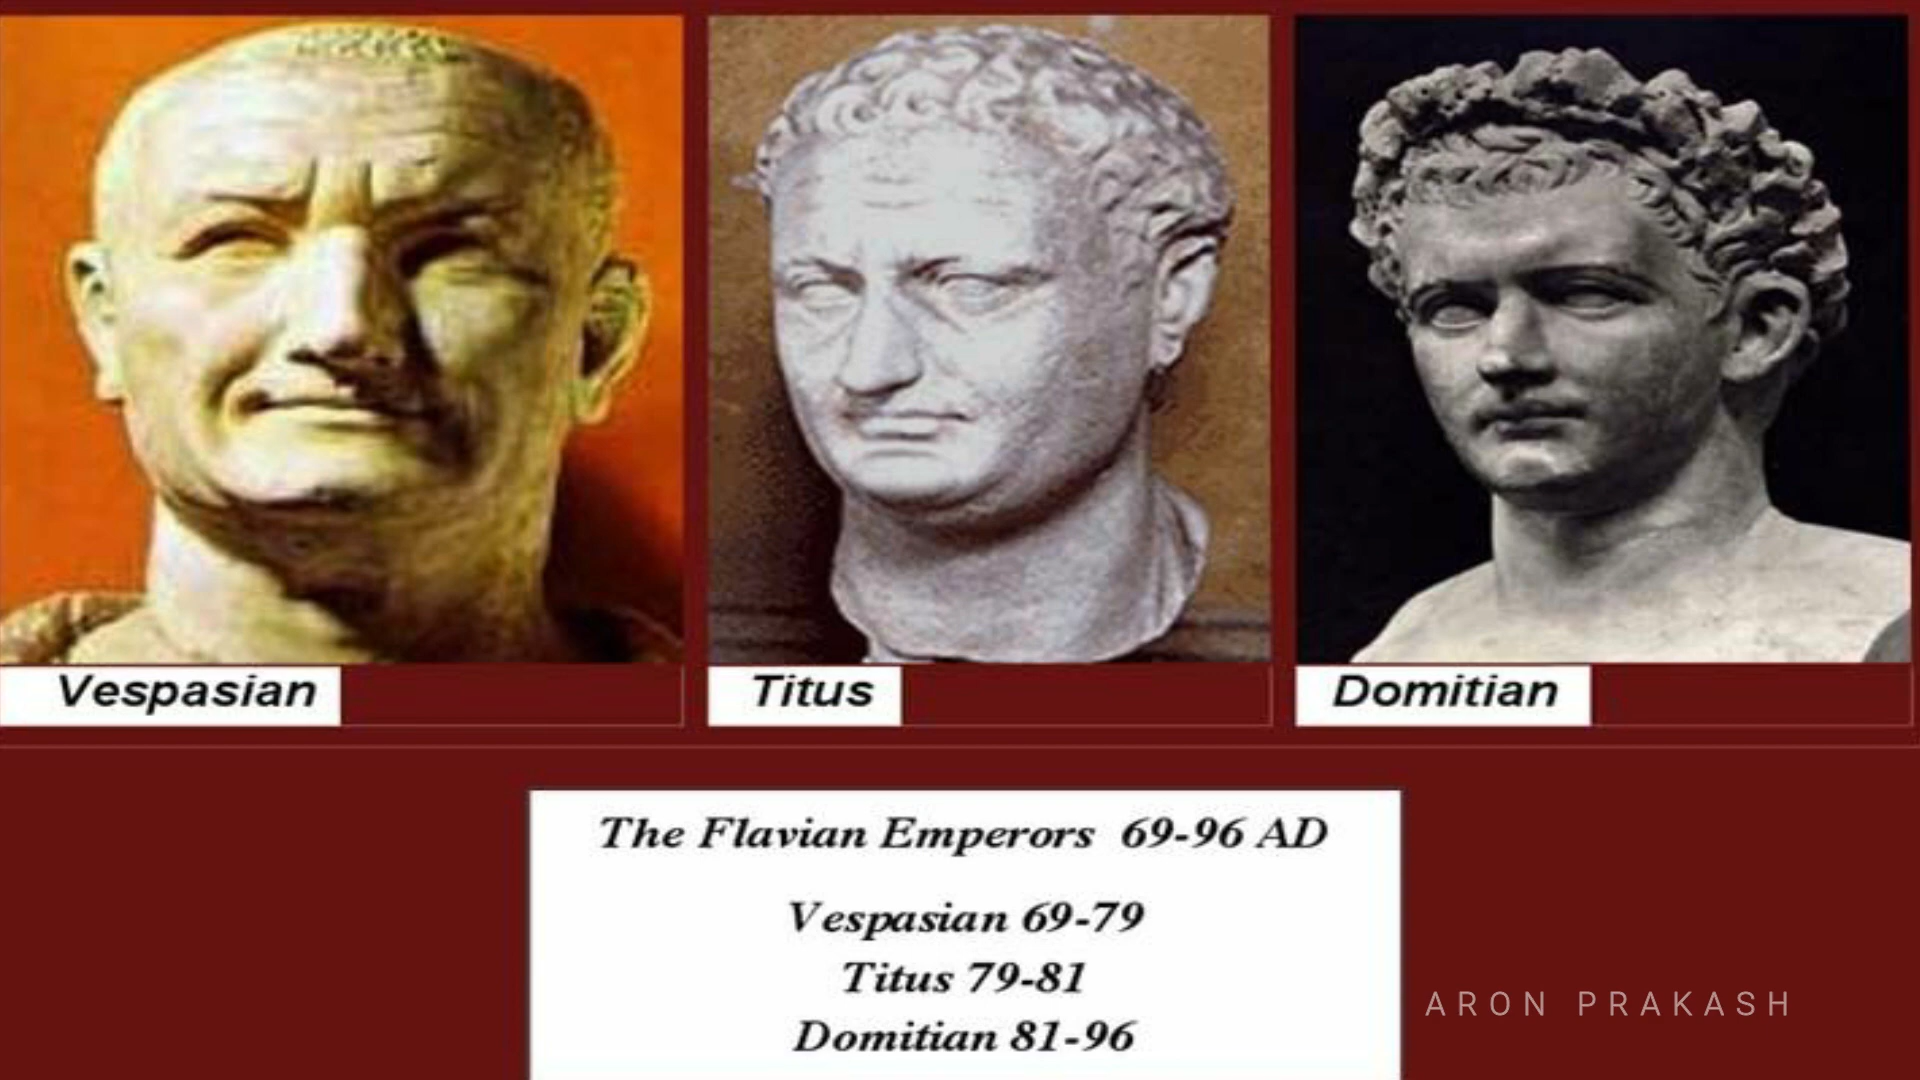 Vespasian
Titus
Domitian
The Flavian Emperors 69-96 AD
Vespasian 69-79
Titus 79-81
Domitian 81-96
ARON PRAKASH